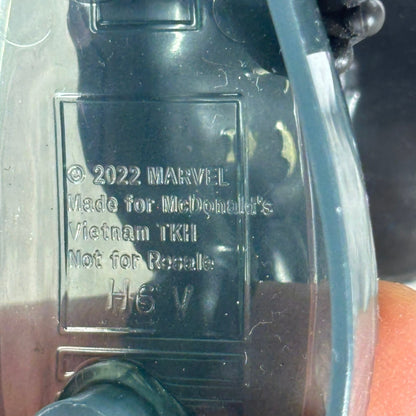 © 2022 MARVEL
Made for McDonald's
Vietnam TKH
Not for Resale
H6 V